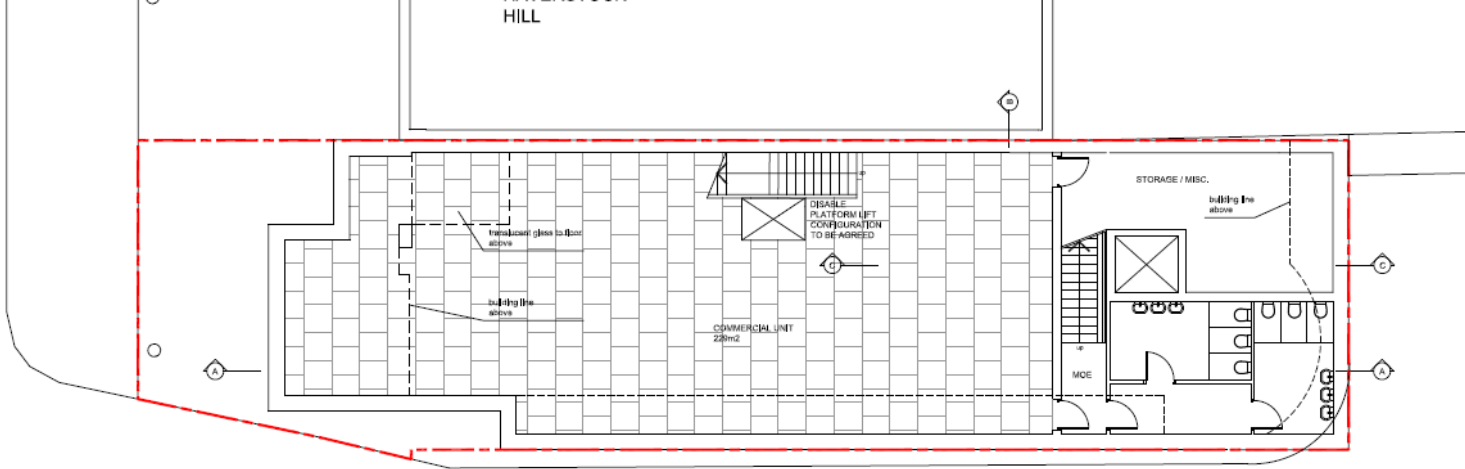 HILL
B
STORAGE / MISC.
building line
above
up
DISABLE
PLATFORM LIFT
CONFIGURATION
TO BE AGREED
translucent glass to floor
above
C
C
building line
above
COMMERCIAL UNIT
229m2
up
MOE
A
A